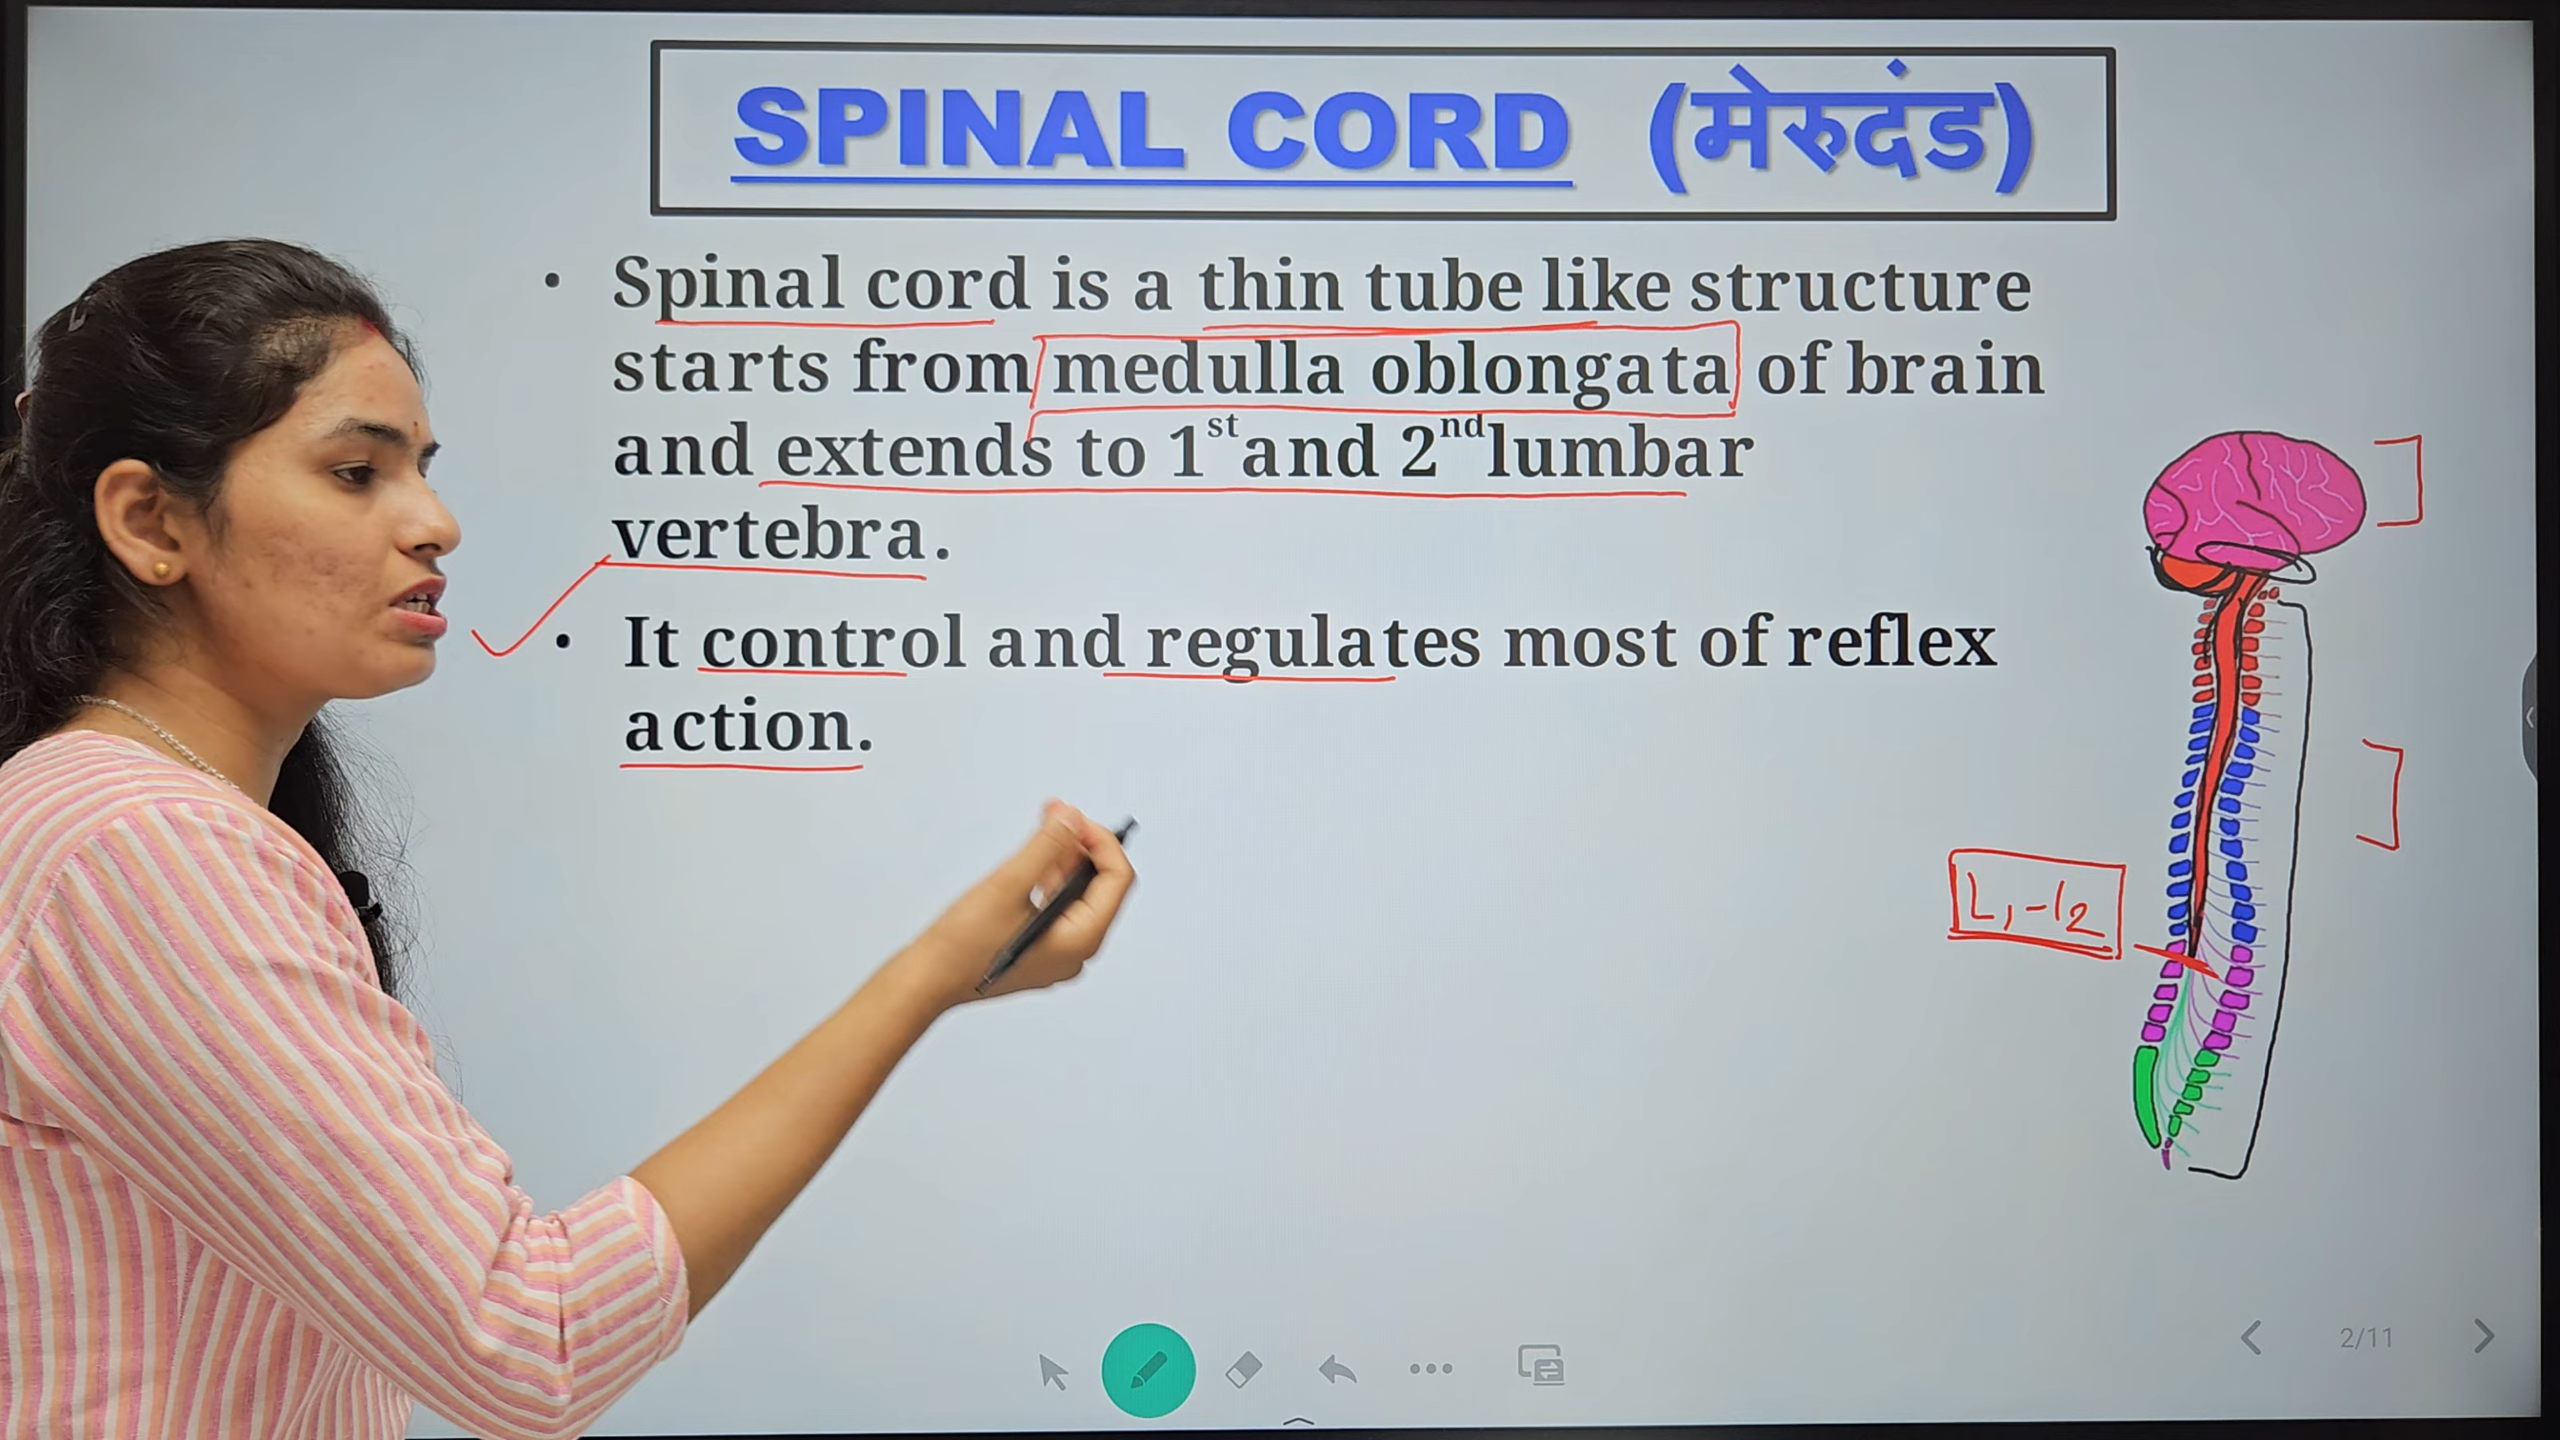 SPINAL CORD (मेरुदंड)
• Spinal cord is a thin tube like structure
starts from medulla oblongata of brain
and extends to 1st and 2nd lumbar
vertebra.
• It control and regulates most of reflex
action.
L1-L2
2/11